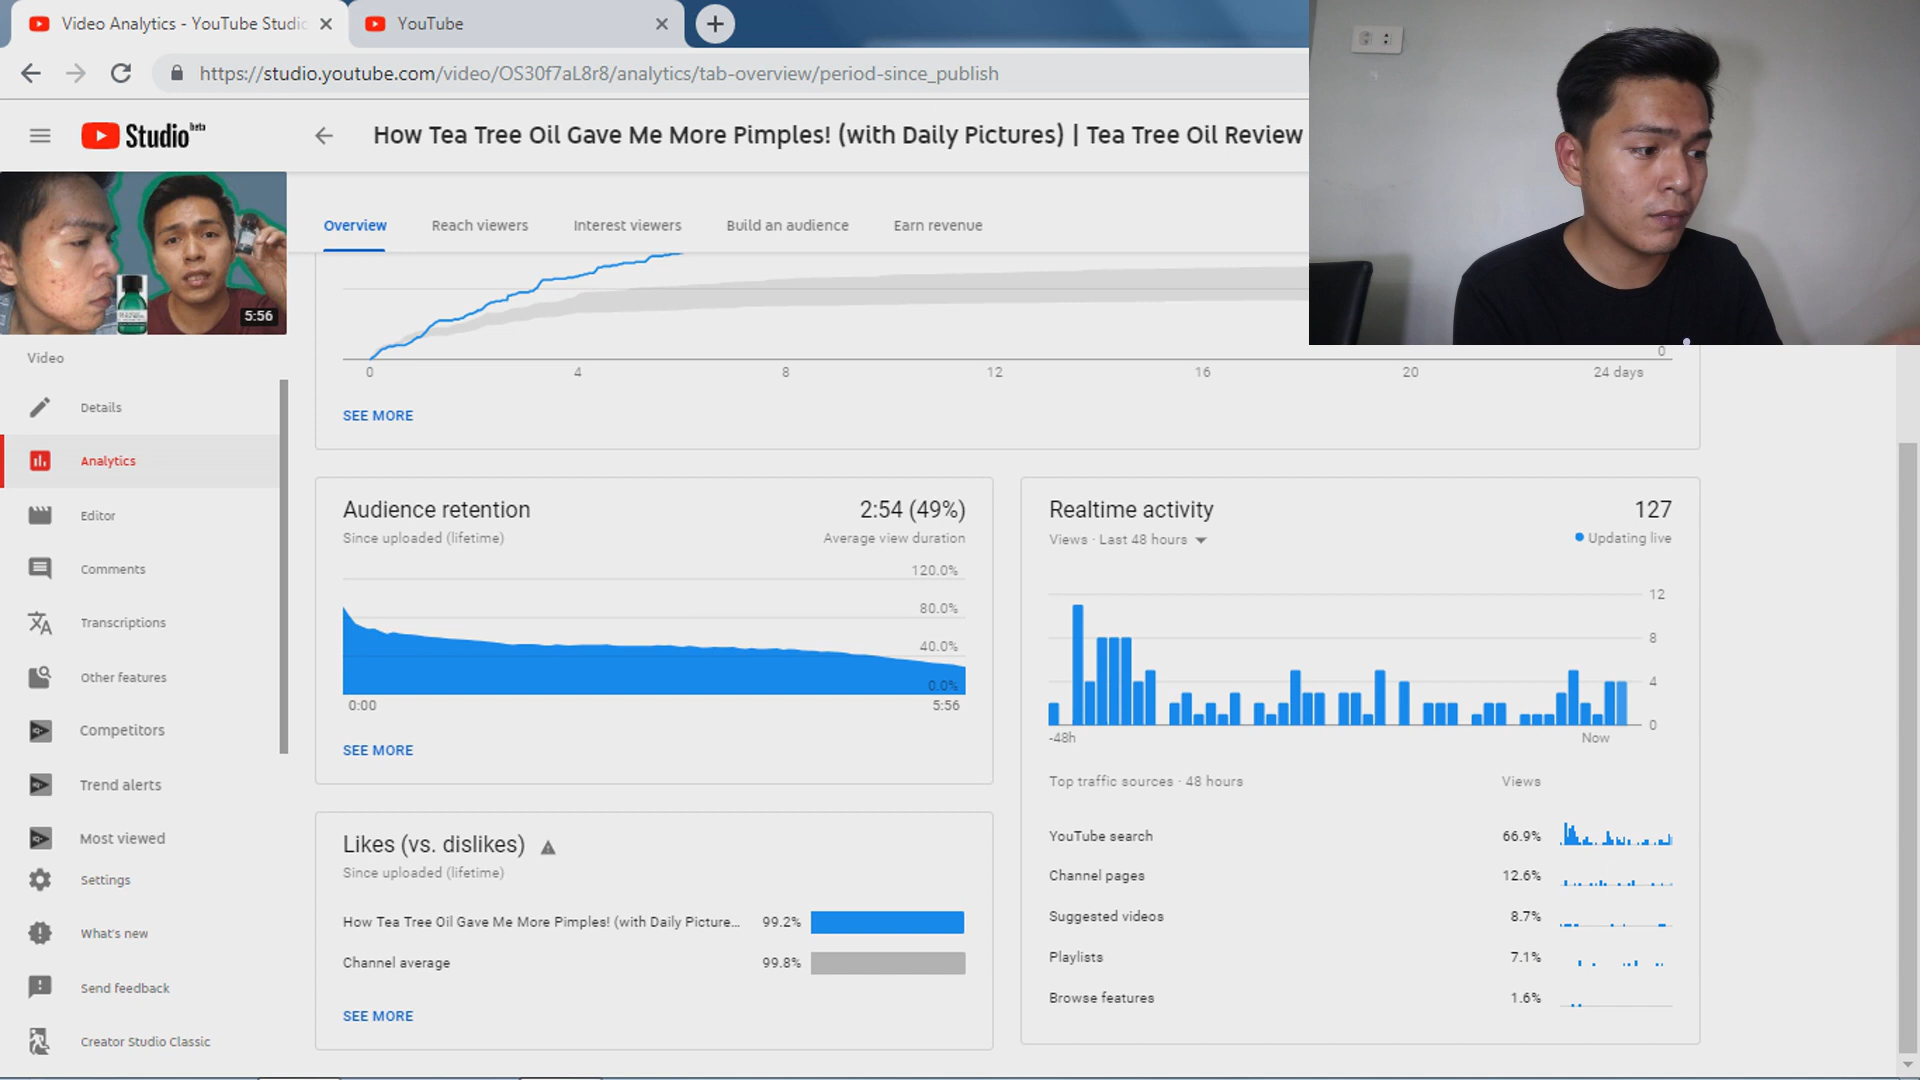 Video Analytics - YouTube Studio
YouTube
https://studio.youtube.com/video/OS30f7aL8r8/analytics/tab-overview/period-since_publish
Studio beta
How Tea Tree Oil Gave Me More Pimples! (with Daily Pictures) | Tea Tree Oil Review
5:56
Overview
Reach viewers
Interest viewers
Build an audience
Earn revenue
Video
Details
Analytics
Editor
Comments
Transcriptions
Other features
Competitors
Trend alerts
Most viewed
Settings
What's new
Send feedback
Creator Studio Classic
0
0
4
8
12
16
20
24 days
SEE MORE
Audience retention
2:54 (49%)
Since uploaded (lifetime)
Average view duration
120.0%
80.0%
40.0%
0.0%
0:00
5:56
SEE MORE
Likes (vs. dislikes)
Since uploaded (lifetime)
How Tea Tree Oil Gave Me More Pimples! (with Daily Picture... 99.2%
Channel average 99.8%
SEE MORE
Realtime activity
127
Views · Last 48 hours
Updating live
12
8
4
0
-48h
Now
Top traffic sources · 48 hours
Views
YouTube search 66.9%
Channel pages 12.6%
Suggested videos 8.7%
Playlists 7.1%
Browse features 1.6%